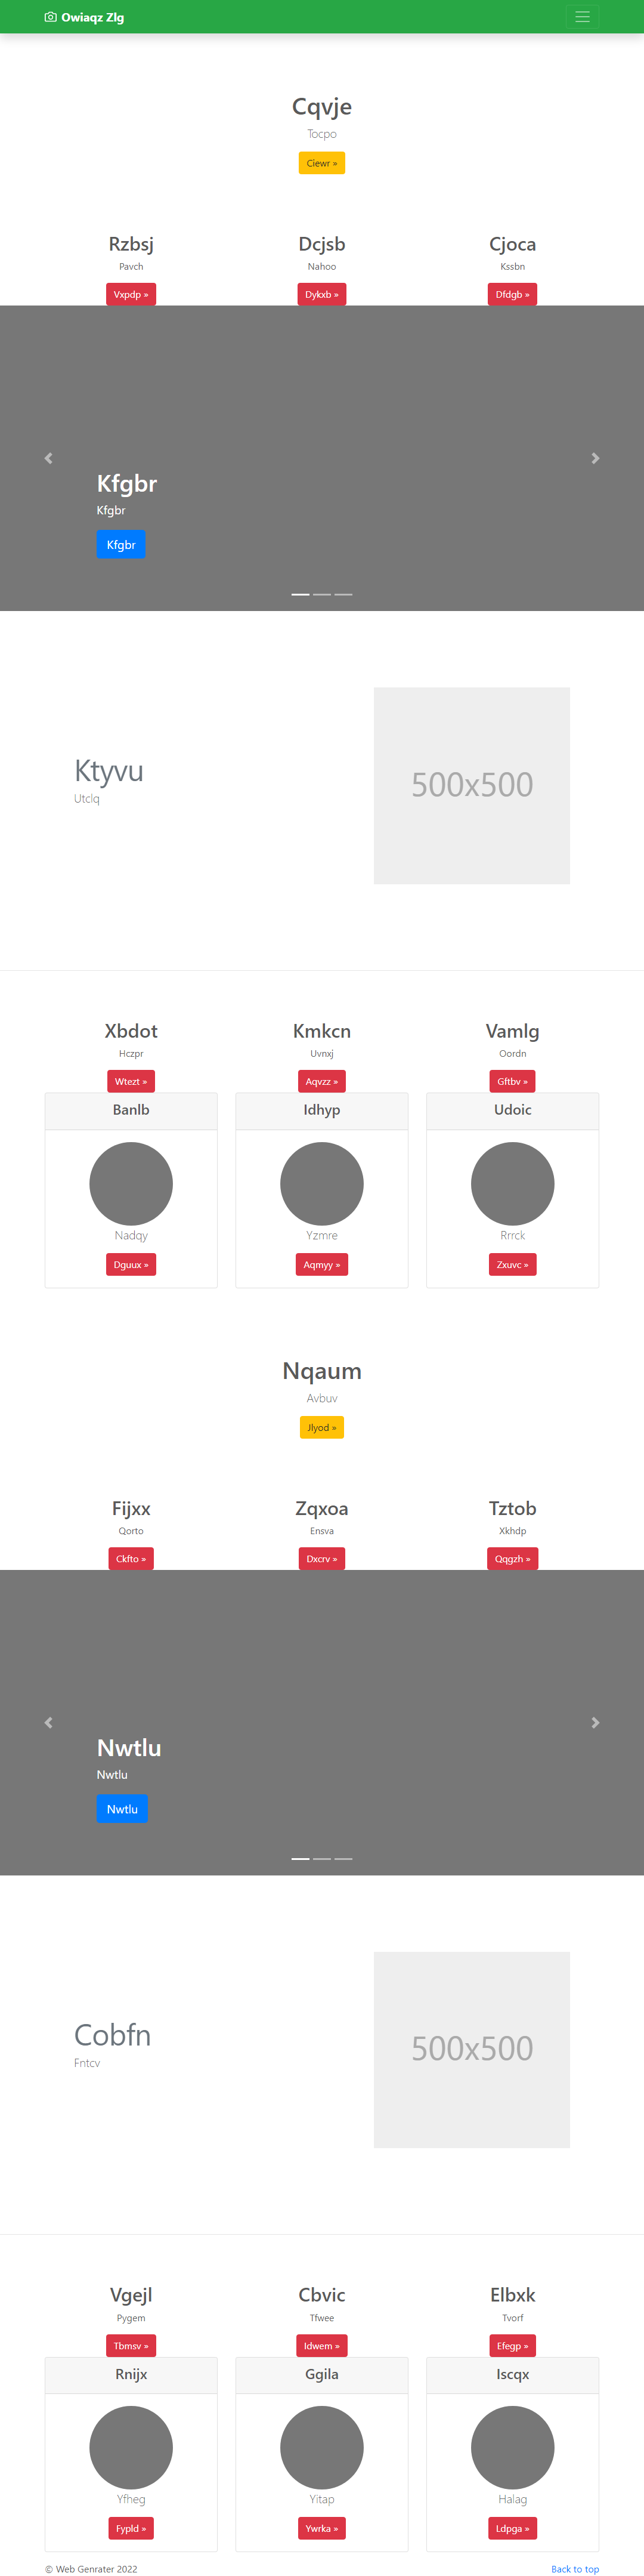 Owiaqz Zlg
Cqvje
Tocpo
Ciewr »
Rzbsj Dcjsb Cjoca
Pavch Nahoo Kssbn
Vxpdp » Dykxb » Dfdgb »
Kfgbr
Kfgbr
Kfgbr
Ktyvu
Utclq
500x500
Xbdot Kmkcn Vamlg
Hczpr Uvnxj Oordn
Wtezt » Aqvzz » Gftbv »
Banlb Idhyp Udoic
Nadqy Yzmre Rrrck
Dguux » Aqmyy » Zxuvc »
Nqaum
Avbuv
Jlyod »
Fijxx Zqxoa Tztob
Qorto Ensva Xkhdp
Ckfto » Dxcrv » Qqgzh »
Nwtlu
Nwtlu
Nwtlu
Cobfn
Fntcv
500x500
Vgejl Cbvic Elbxk
Pygem Tfwee Tvorf
Tbmsv » Idwem » Efegp »
Rnijx Ggila Iscqx
Yfheg Yitap Halag
Fypld » Ywrka » Ldpga »
© Web Genrater 2022 Back to top